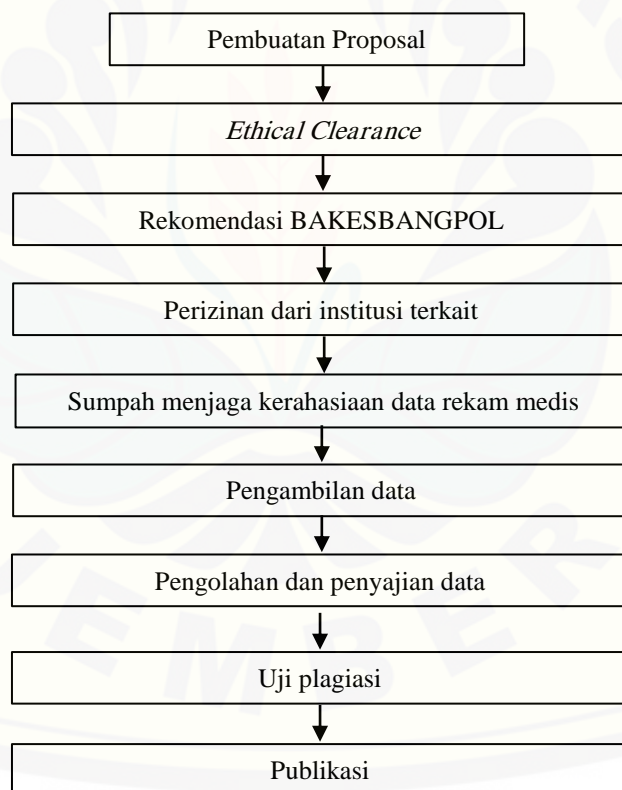 Pembuatan Proposal
Ethical Clearance
Rekomendasi BAKESBANGPOL
Perizinan dari institusi terkait
Sumpah menjaga kerahasiaan data rekam medis
Pengambilan data
Pengolahan dan penyajian data
Uji plagiasi
Publikasi